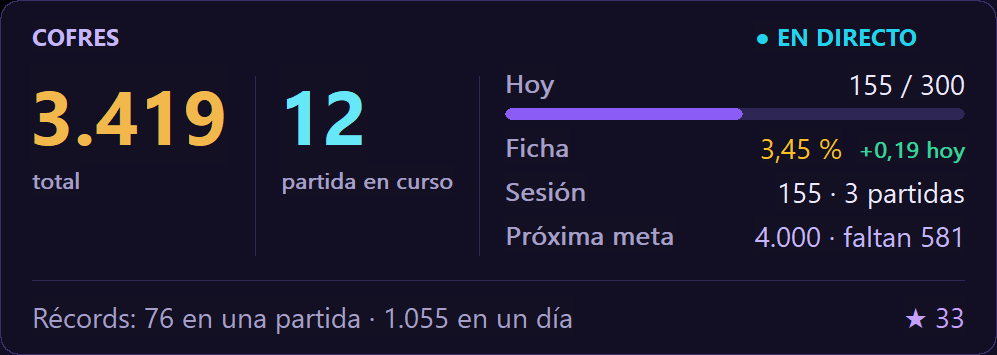 COFRES
● EN DIRECTO
3.419
total
12
partida en curso
Hoy 155 / 300
Ficha 3,45 % +0,19 hoy
Sesión 155 · 3 partidas
Próxima meta 4.000 · faltan 581
Récords: 76 en una partida · 1.055 en un día
★ 33